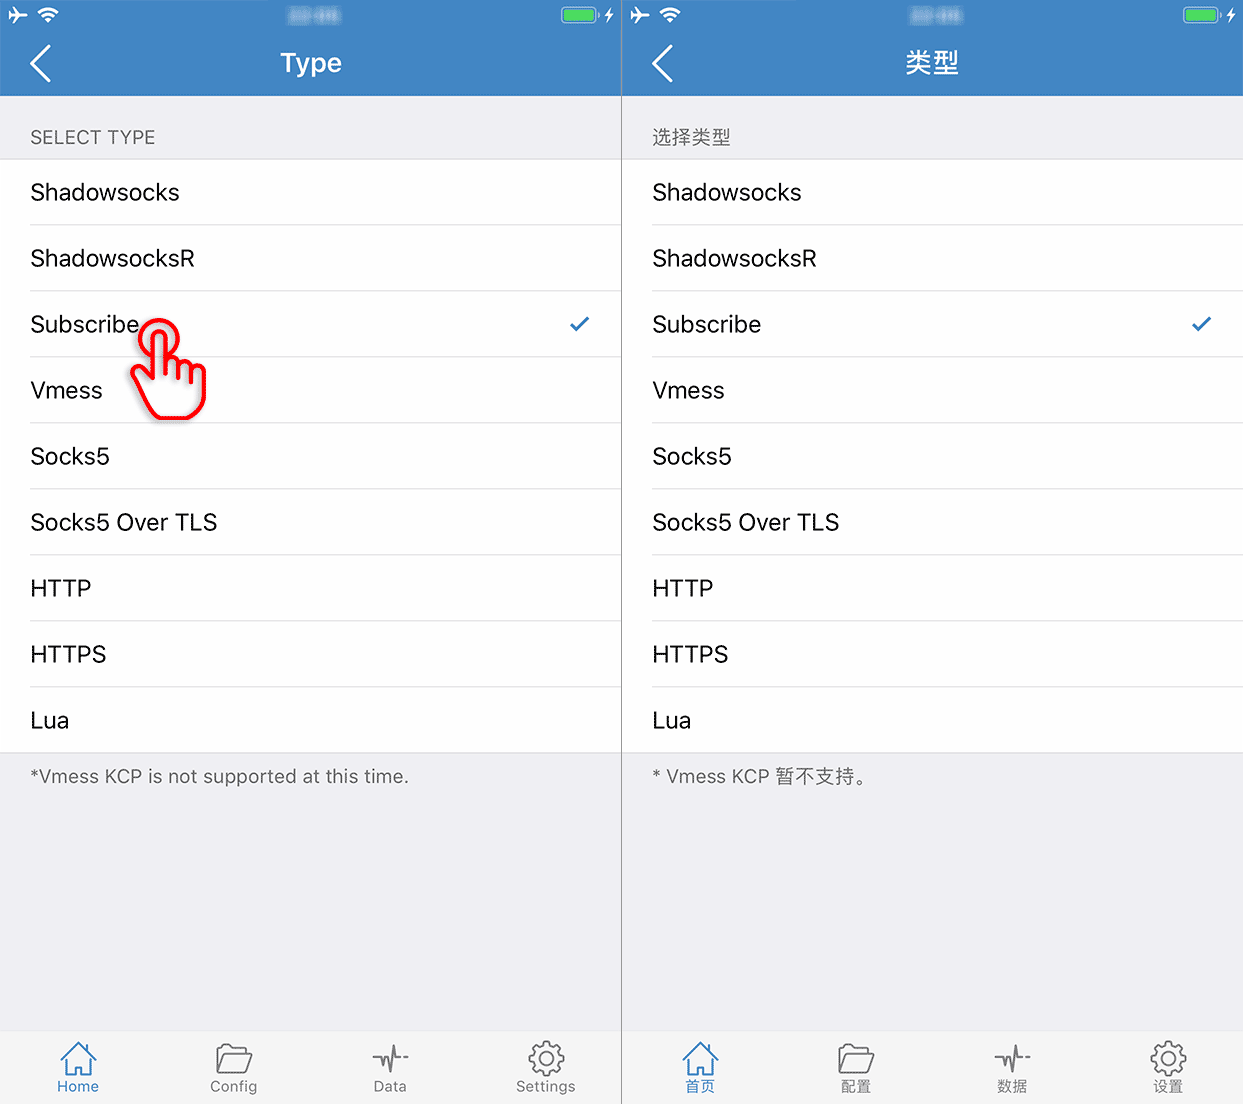 Type
SELECT TYPE
Shadowsocks
ShadowsocksR
Subscribe
Vmess
Socks5
Socks5 Over TLS
HTTP
HTTPS
Lua
*Vmess KCP is not supported at this time.
Home
Config
Data
Settings
类型
选择类型
Shadowsocks
ShadowsocksR
Subscribe
Vmess
Socks5
Socks5 Over TLS
HTTP
HTTPS
Lua
* Vmess KCP 暂不支持。
首页
配置
数据
设置